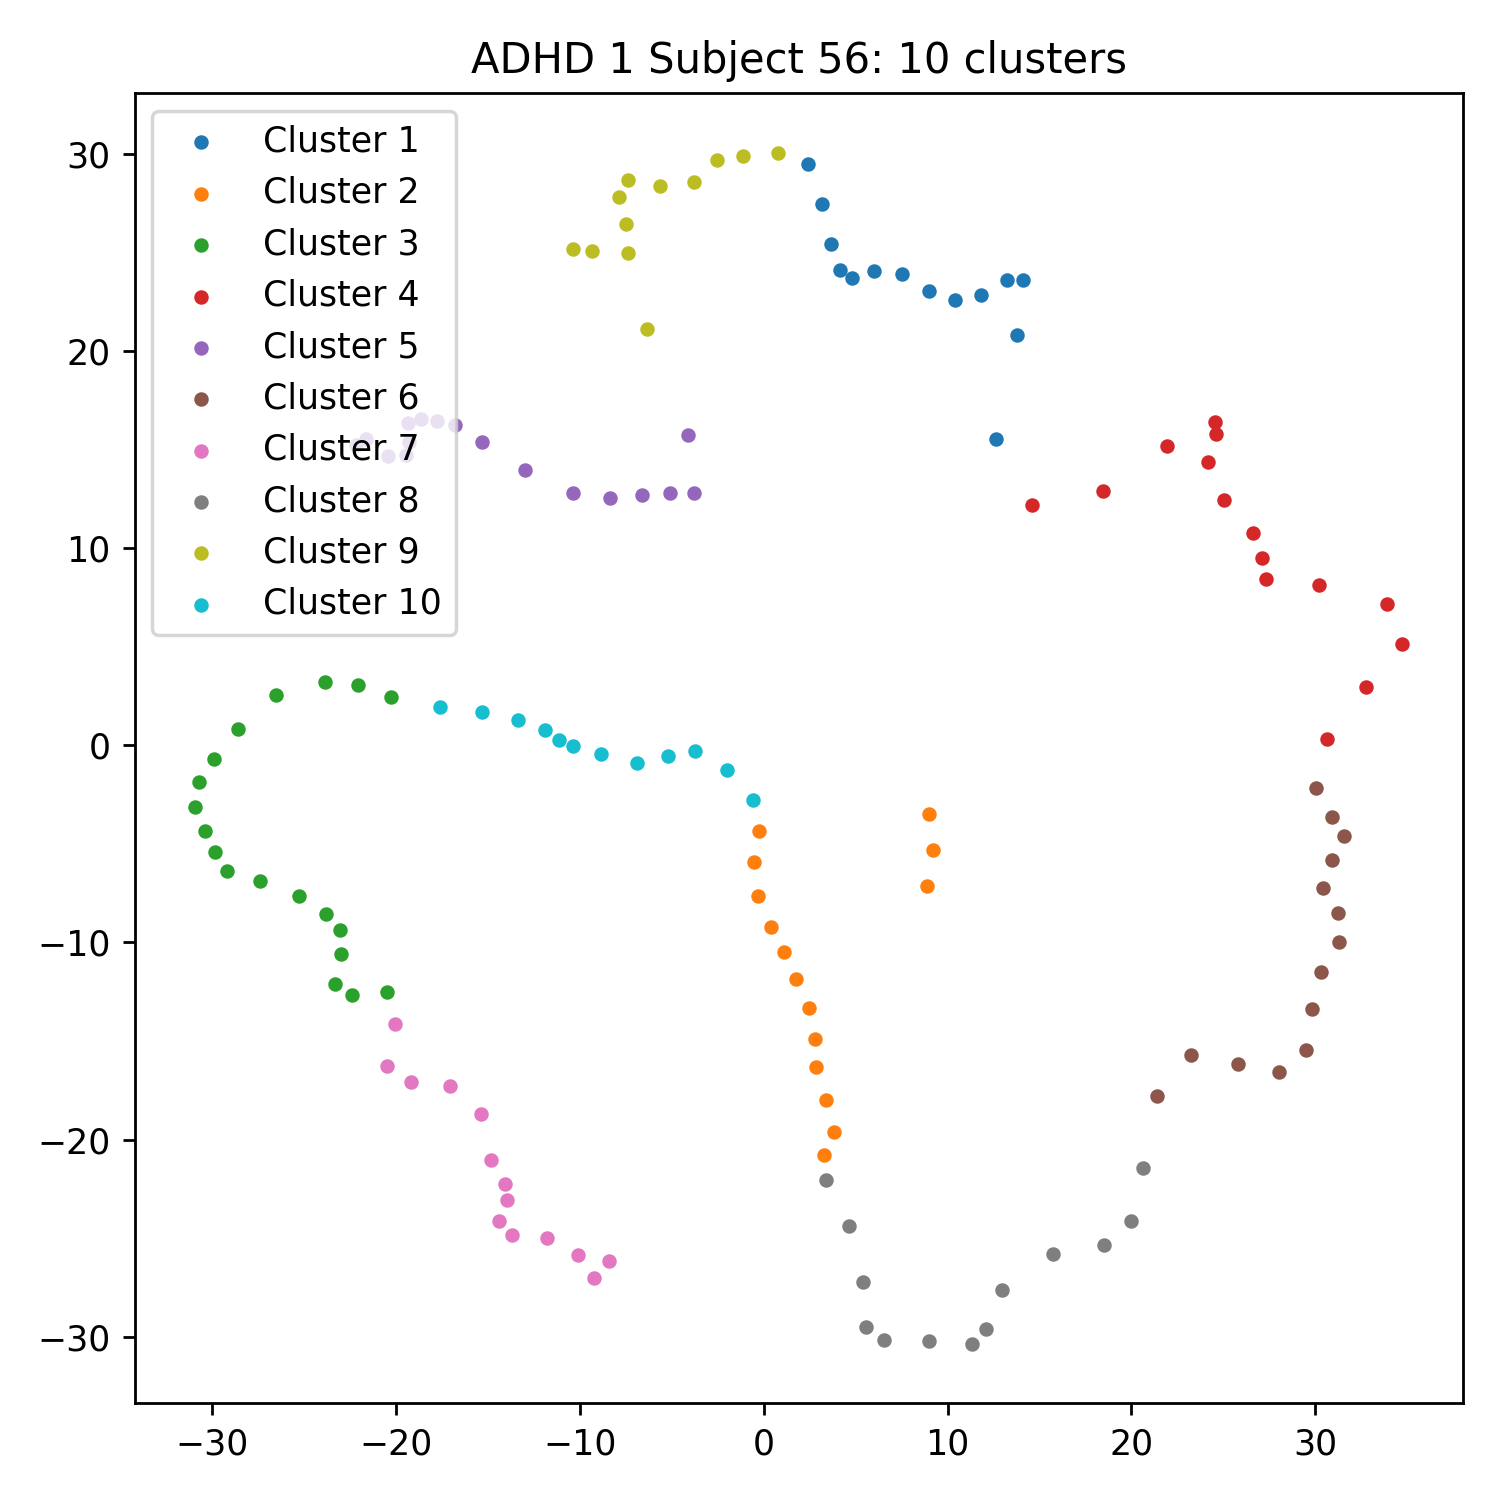 ADHD 1 Subject 56: 10 clusters
Cluster 1
Cluster 2
Cluster 3
Cluster 4
Cluster 5
Cluster 6
Cluster 7
Cluster 8
Cluster 9
Cluster 10
30
20
10
0
−10
−20
−30
−30 −20 −10 0 10 20 30